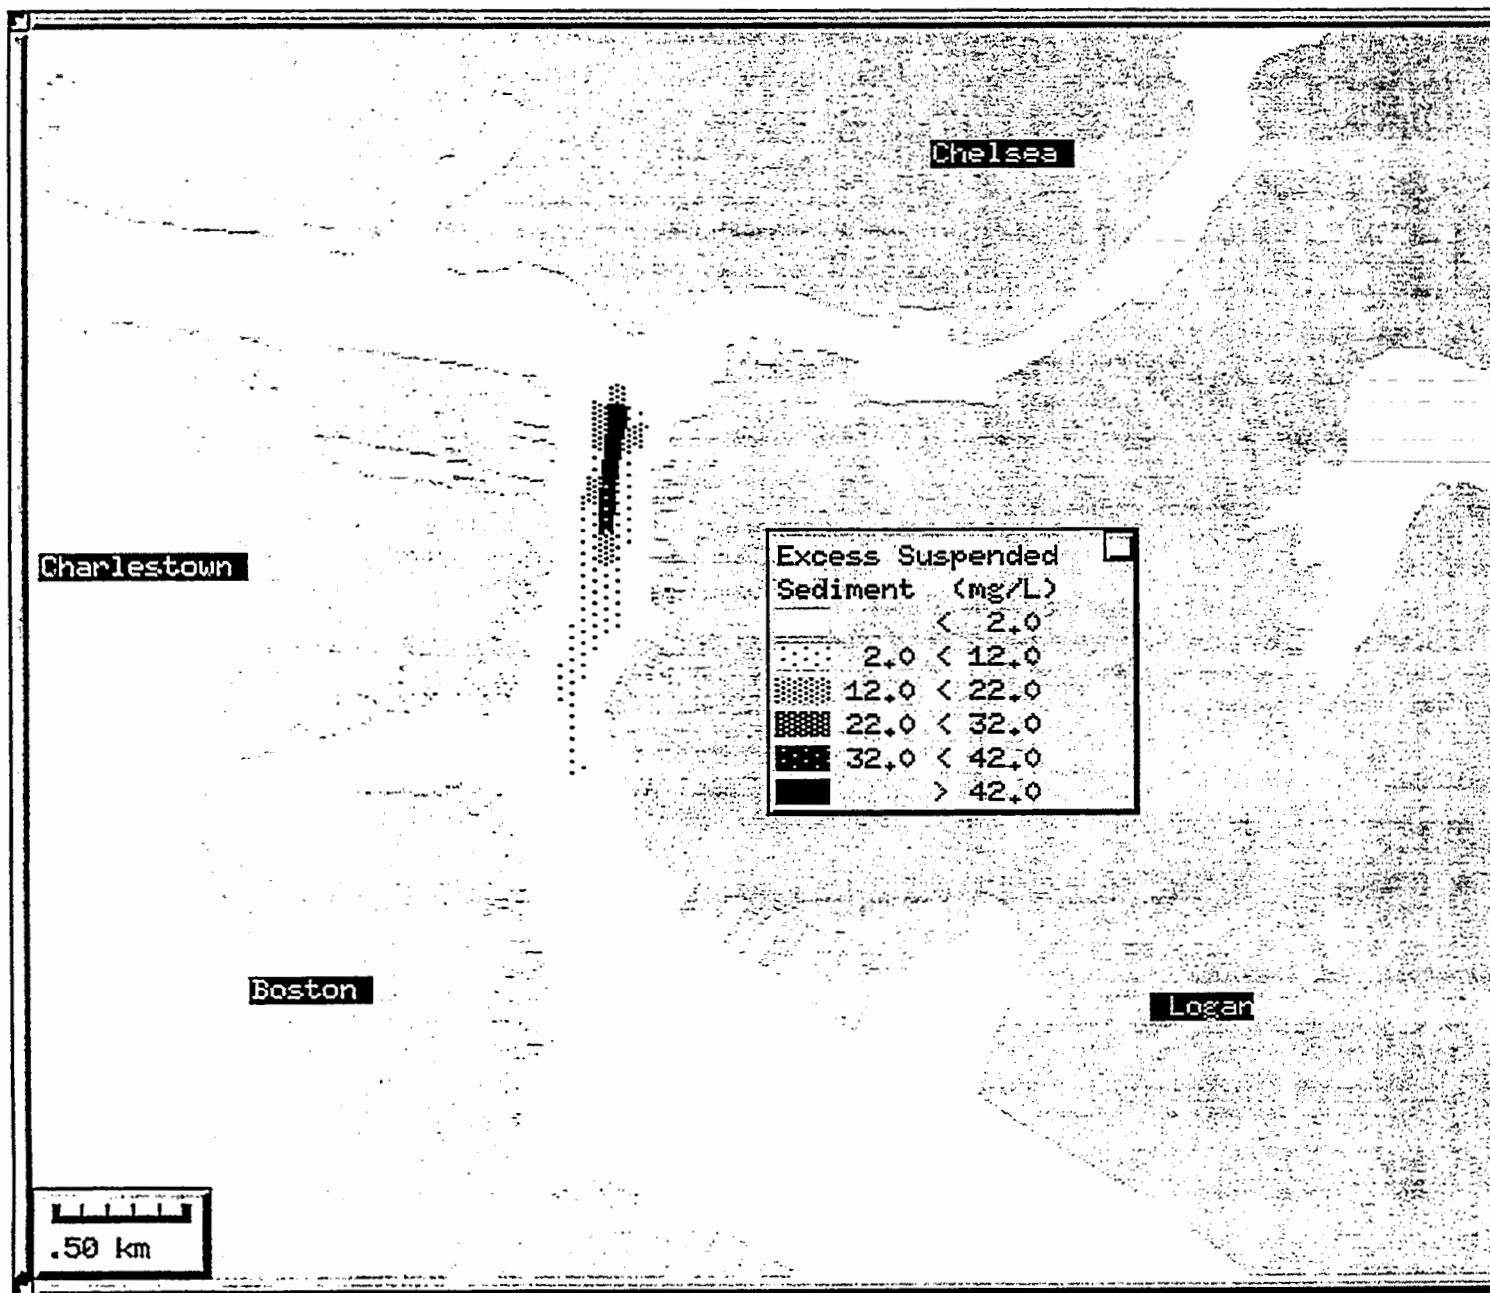 Chelsea
Charlestown
Excess Suspended
Sediment (mg/L)
< 2.0
2.0 < 12.0
12.0 < 22.0
22.0 < 32.0
32.0 < 42.0
> 42.0
Boston
Logan
.50 km